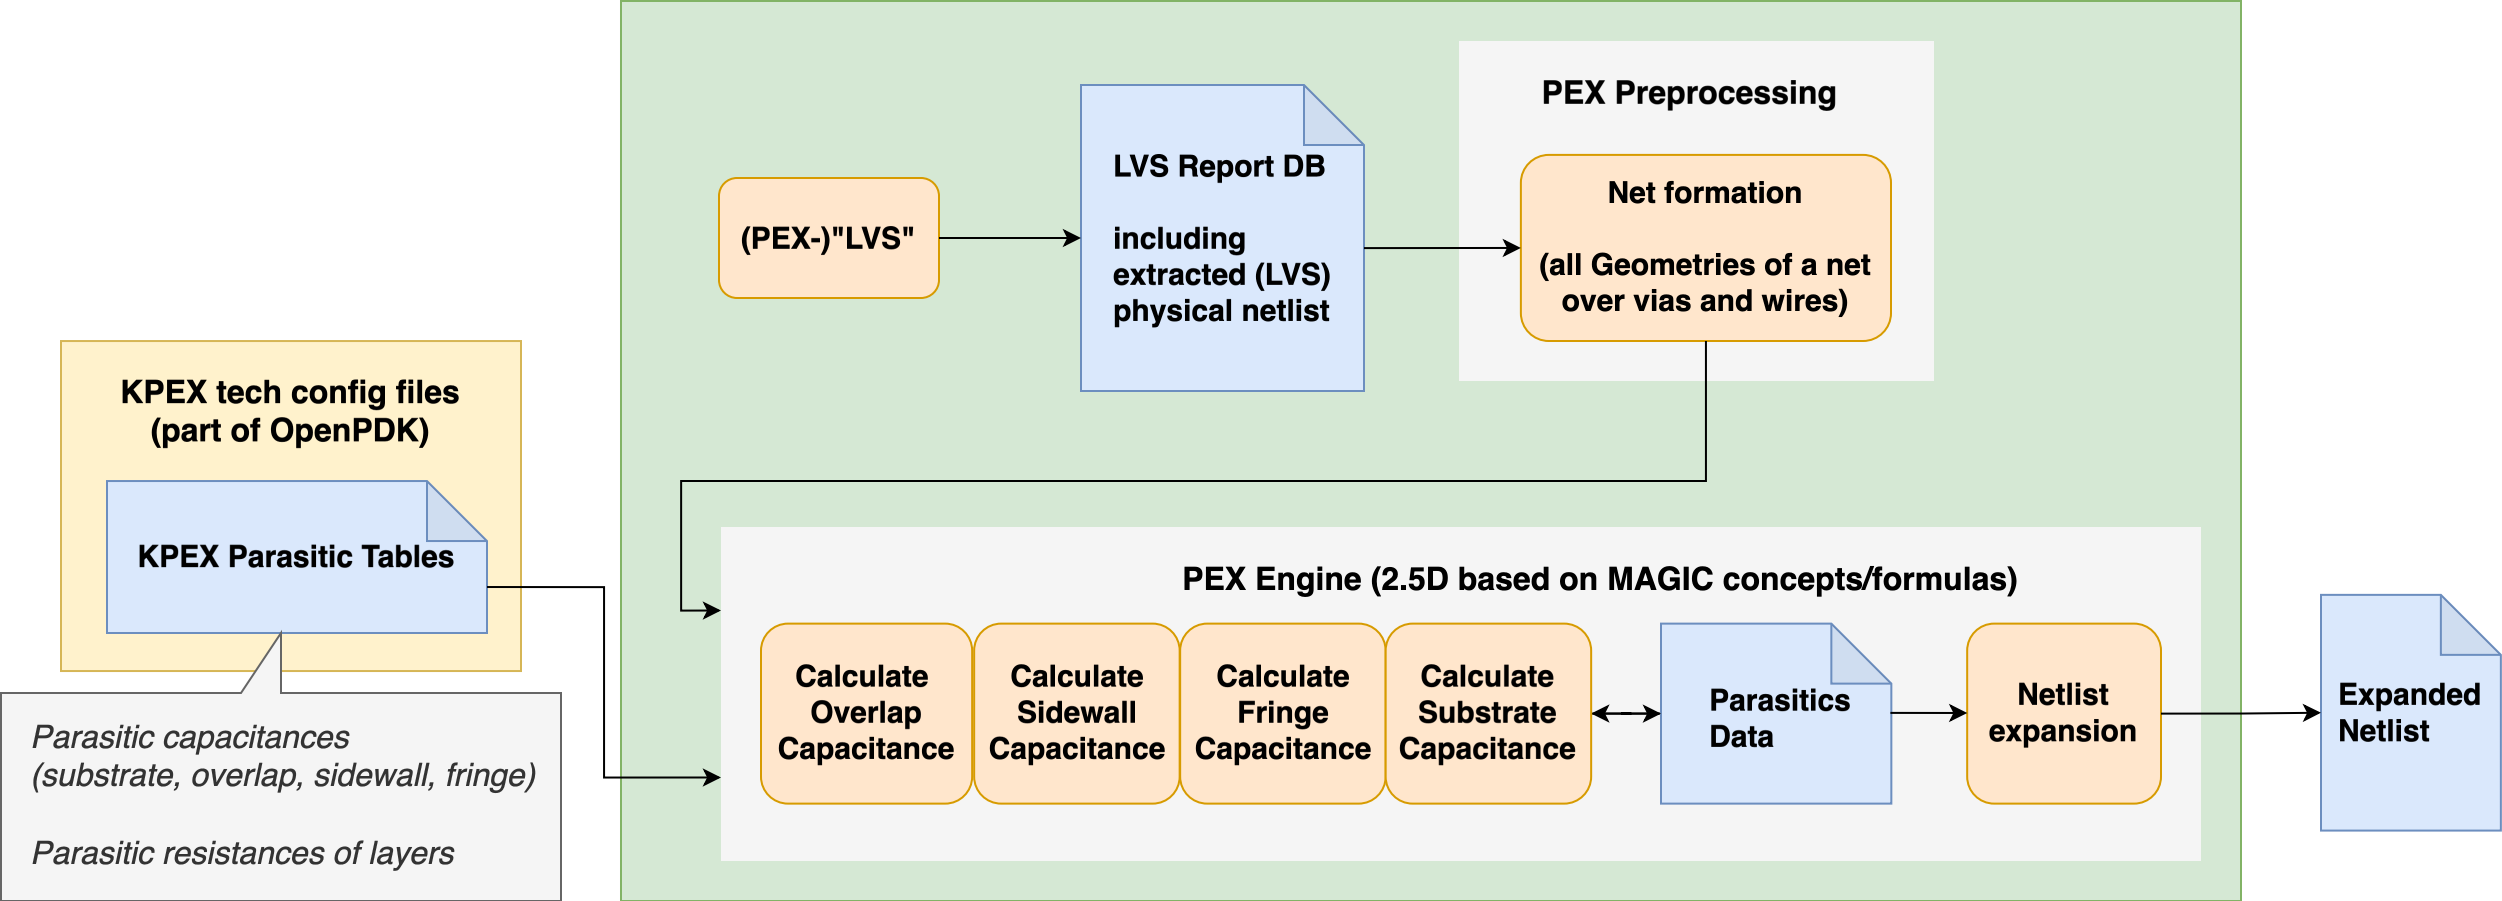 PEX Preprocessing
LVS Report DB
including
extracted (LVS)
physical netlist
(PEX-)"LVS"
Net formation
(all Geometries of a net
over vias and wires)
KPEX tech config files
(part of OpenPDK)
KPEX Parasitic Tables
Parasitic capacitances
(substrate, overlap, sidewall, fringe)
Parasitic resistances of layers
PEX Engine (2.5D based on MAGIC concepts/formulas)
Calculate
Overlap
Capacitance
Calculate
Sidewall
Capacitance
Calculate
Fringe
Capacitance
Calculate
Substrate
Capacitance
Parasitics
Data
Netlist
expansion
Expanded
Netlist